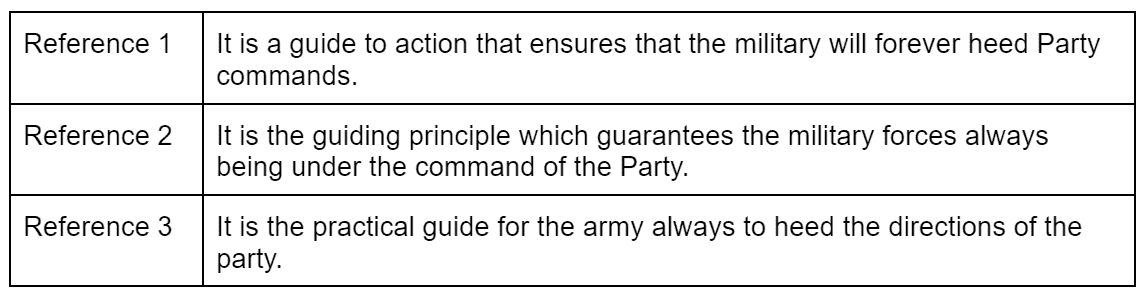 Reference 1
It is a guide to action that ensures that the military will forever heed Party
commands.
Reference 2
It is the guiding principle which guarantees the military forces always
being under the command of the Party.
Reference 3
It is the practical guide for the army always to heed the directions of the
party.